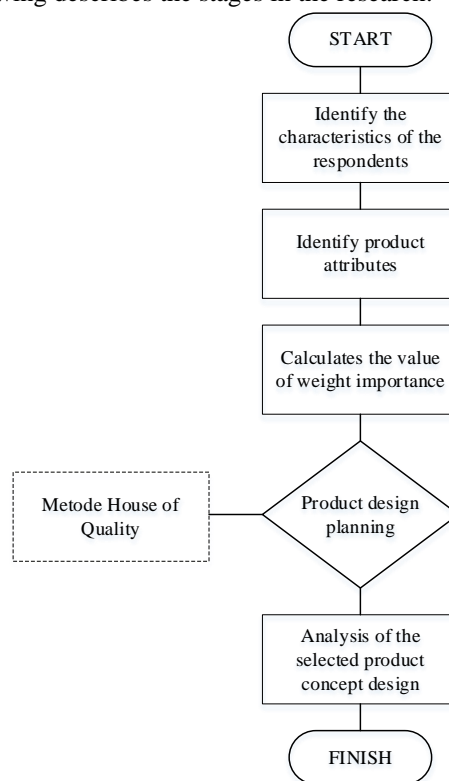 wing describes the stages in the research.
START
Identify the
characteristics of the
respondents
Identify product
attributes
Calculates the value
of weight importance
Metode House of
Quality
Product design
planning
Analysis of the
selected product
concept design
FINISH